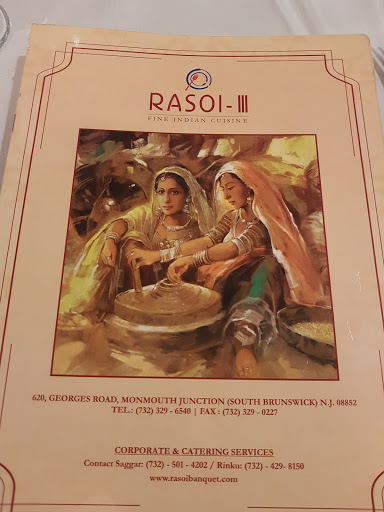 RASOI-III
FINE INDIAN CUISINE
620, GEORGES ROAD, MONMOUTH JUNCTION (SOUTH BRUNSWICK) N.J. 08852
TEL.: (732) 329 - 6540 | FAX : (732) 329 - 0227
CORPORATE & CATERING SERVICES
Contact Saggar: (732) - 501 - 4202 / Rinku: (732) - 429- 8150
www.rasoibanquet.com